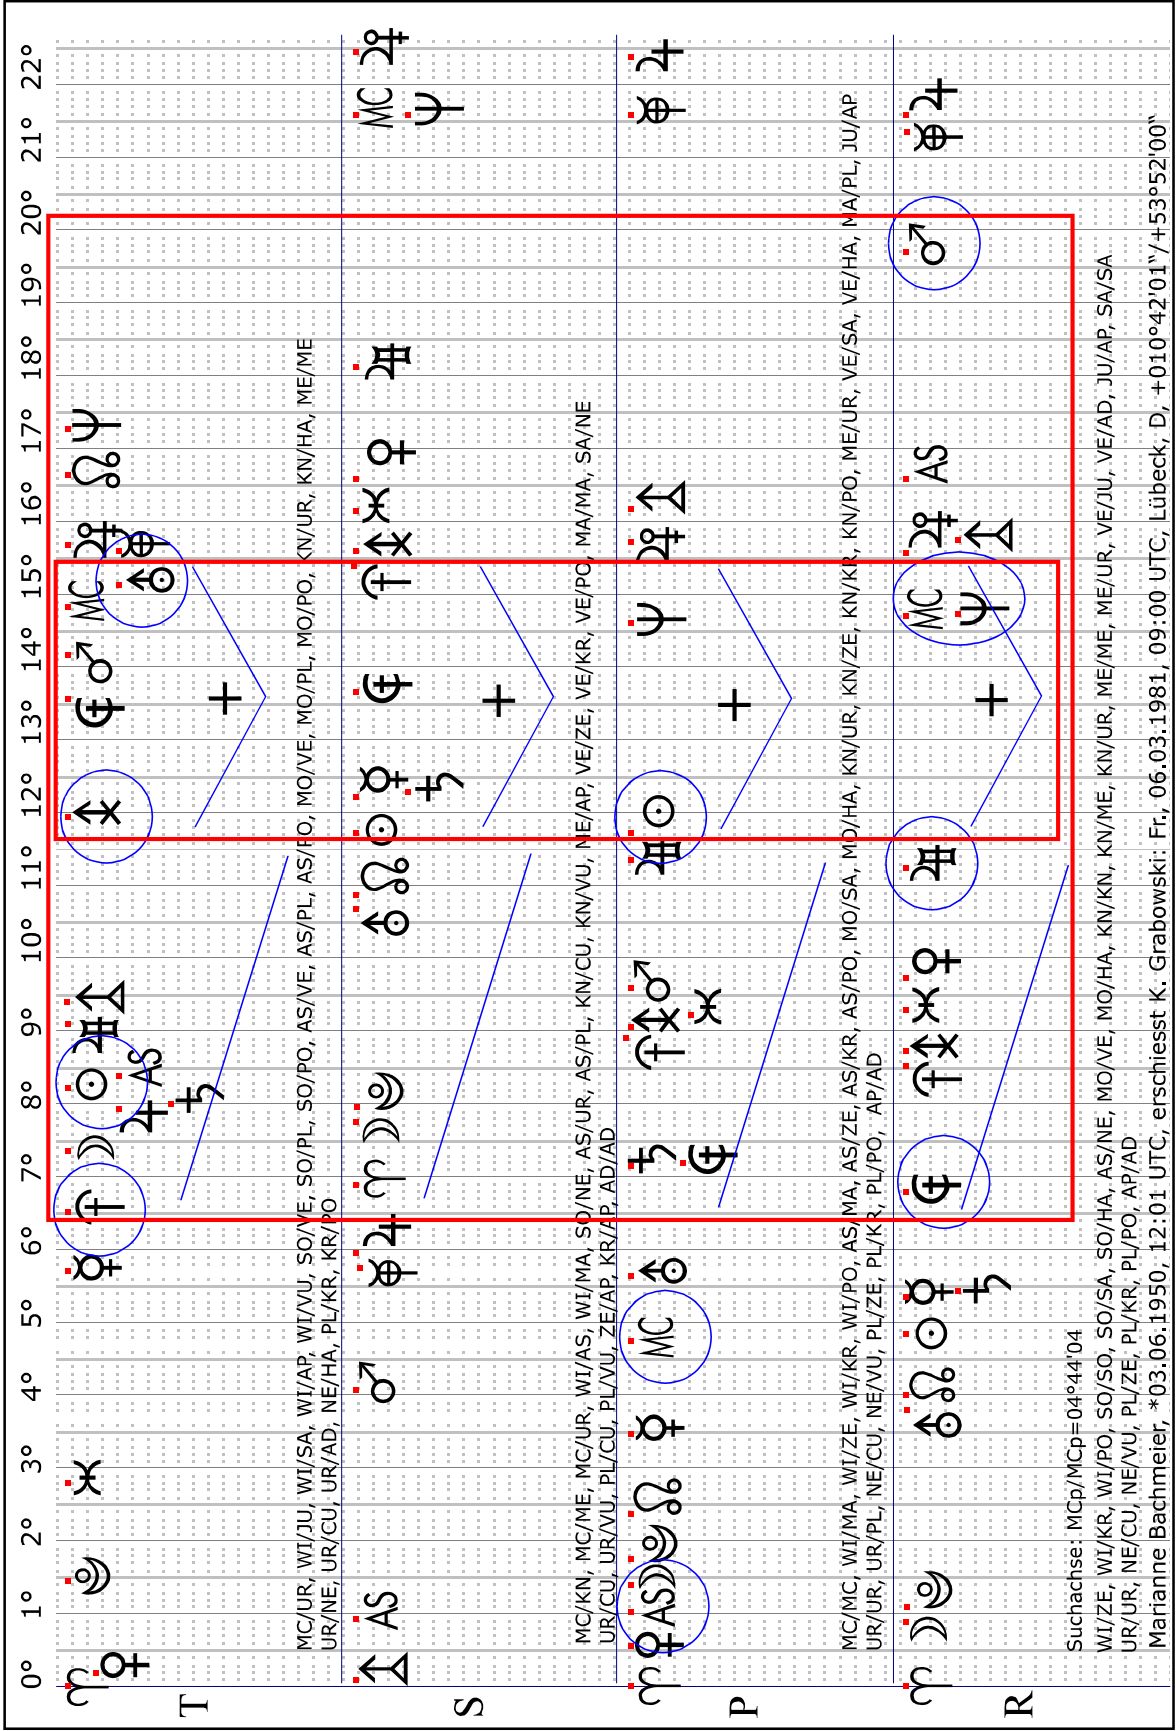 0° 1° 2° 3° 4° 5° 6° 7° 8° 9° 10° 11° 12° 13° 14° 15° 16° 17° 18° 19° 20° 21° 22°
MC
AS
T
MC/UR, WI/JU, WI/SA, WI/AP, WI/VU, SO/VE, SO/PL, SO/PO, AS/VE, AS/PL, AS/PO, MO/VE, MO/PL, MO/PO, KN/UR, KN/HA, ME/ME
UR/NE, UR/CU, UR/AD, NE/HA, PL/KR, KR/PO
AS MC
S
MC/KN, MC/ME, MC/UR, WI/AS, WI/MA, SO/NE, AS/UR, AS/PL, KN/CU, KN/VU, ME/AP, VE/ZE, VE/KR, VE/PO, MA/MA, SA/NE
UR/CU, UR/VU, PL/CU, PL/VU, ZE/AP, KR/AP, AD/AD
AS MC
P
MC/MC, WI/MA, WI/ZE, WI/KR, WI/PO, AS/MA, AS/ZE, AS/KR, AS/PO, MO/SA, MO/HA, KN/UR, KN/ZE, KN/KR, KN/PO, ME/UR, VE/SA, VE/HA, MA/PL, JU/AP
UR/UR, UR/PL, NE/CU, NE/VU, PL/ZE, PL/KR, PL/PO, AP/AD
MC AS
R
Suchachse: MCp/MCp=04°44'04
WI/ZE, WI/KR, WI/PO, SO/SO, SO/SA, SO/HA, AS/NE, MO/VE, MO/HA, KN/KN, KN/ME, KN/UR, ME/ME, ME/UR, VE/JU, VE/AD, JU/AP, SA/SA
UR/UR, NE/CU, NE/VU, PL/ZE, PL/KR, PL/PO, AP/AD
Marianne Bachmeier, *03.06.1950, 12:01 UTC, erschiesst K. Grabowski: Fr., 06.03.1981, 09:00 UTC, Lübeck, D, +010°42'01"/+53°52'00"